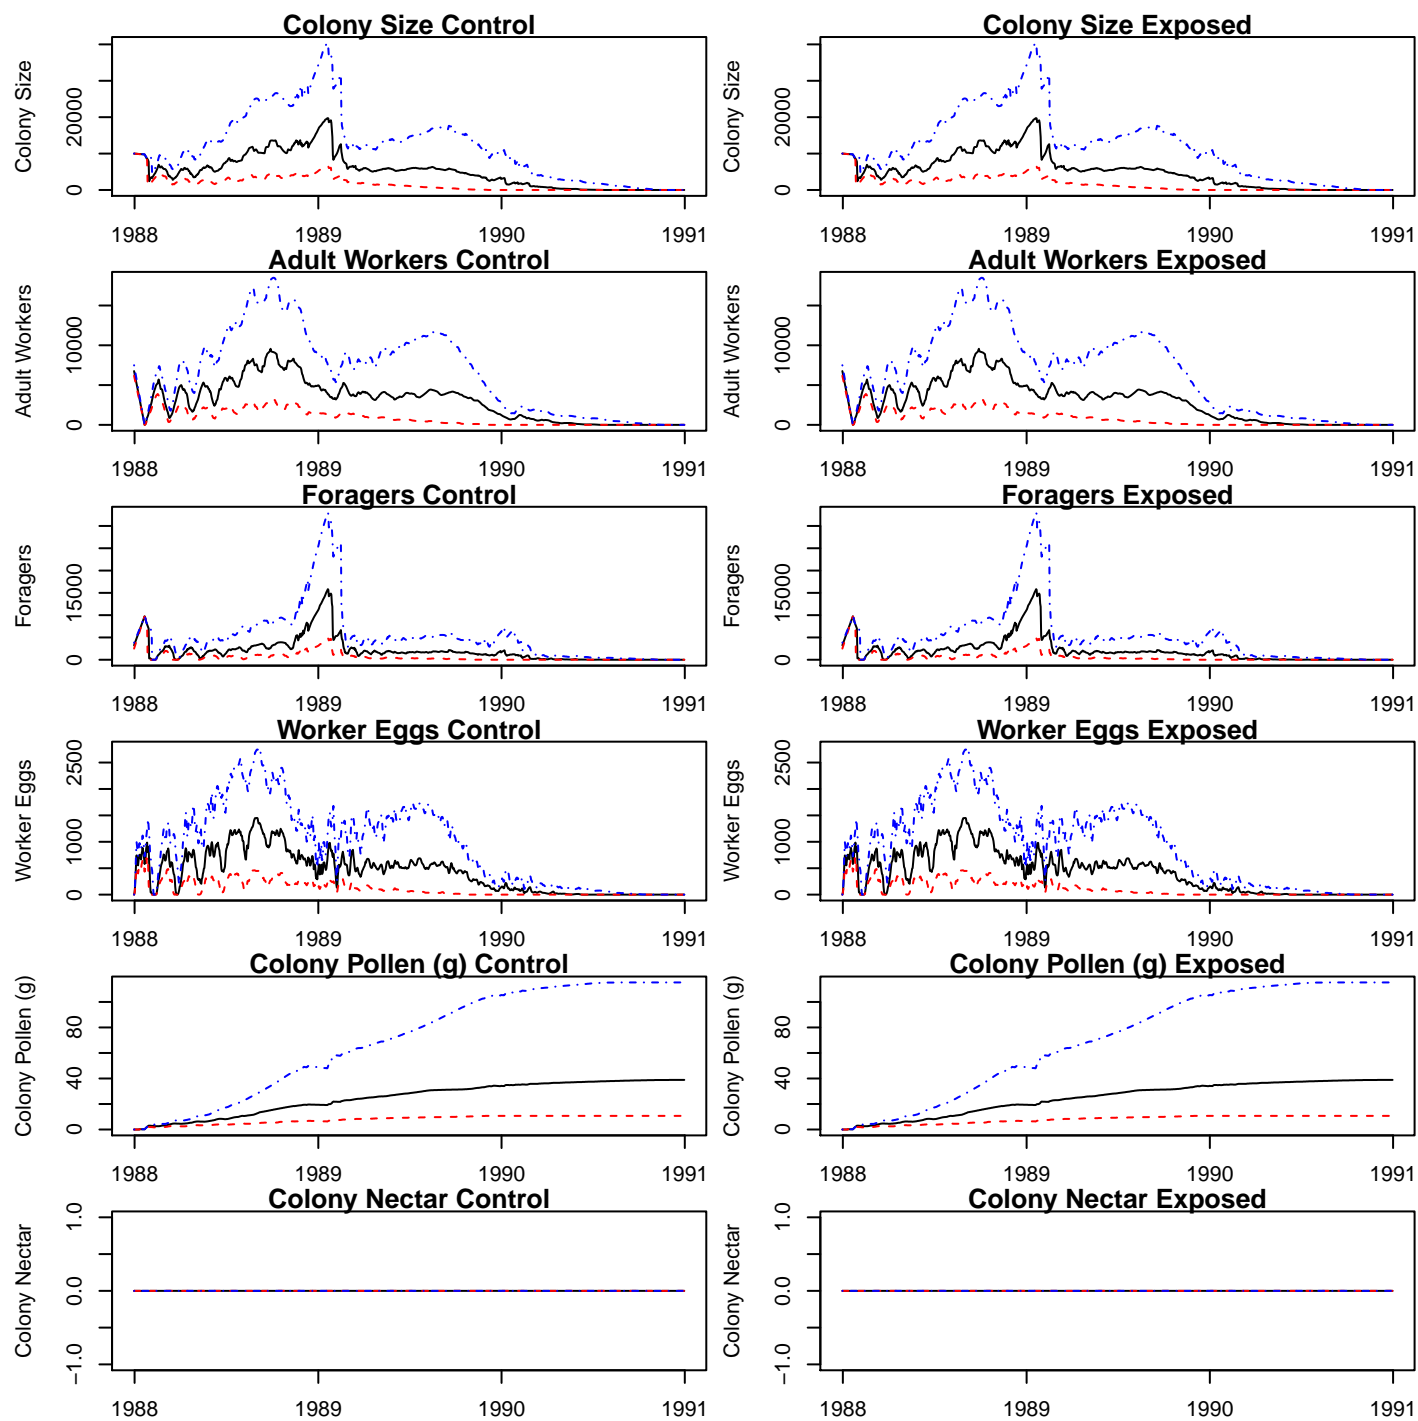 Colony Size Control
Colony Size
20000
0
1988 1989 1990 1991
Colony Size Exposed
Colony Size
20000
0
1988 1989 1990 1991
Adult Workers Control
Adult Workers
10000
0
1988 1989 1990 1991
Adult Workers Exposed
Adult Workers
10000
0
1988 1989 1990 1991
Foragers Control
Foragers
15000
0
1988 1989 1990 1991
Foragers Exposed
Foragers
15000
0
1988 1989 1990 1991
Worker Eggs Control
Worker Eggs
2500
1000
0
1988 1989 1990 1991
Worker Eggs Exposed
Worker Eggs
2500
1000
0
1988 1989 1990 1991
Colony Pollen (g) Control
Colony Pollen (g)
80
40
0
1988 1989 1990 1991
Colony Pollen (g) Exposed
Colony Pollen (g)
80
40
0
1988 1989 1990 1991
Colony Nectar Control
Colony Nectar
1.0
0.0
−1.0
1988 1989 1990 1991
Colony Nectar Exposed
Colony Nectar
1.0
0.0
−1.0
1988 1989 1990 1991